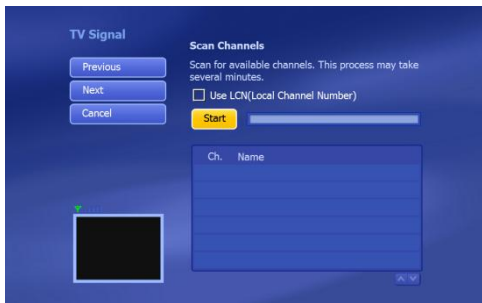 TV Signal
Previous
Next
Cancel
Scan Channels
Scan for available channels. This process may take
several minutes.
Use LCN(Local Channel Number)
Start
Ch. Name